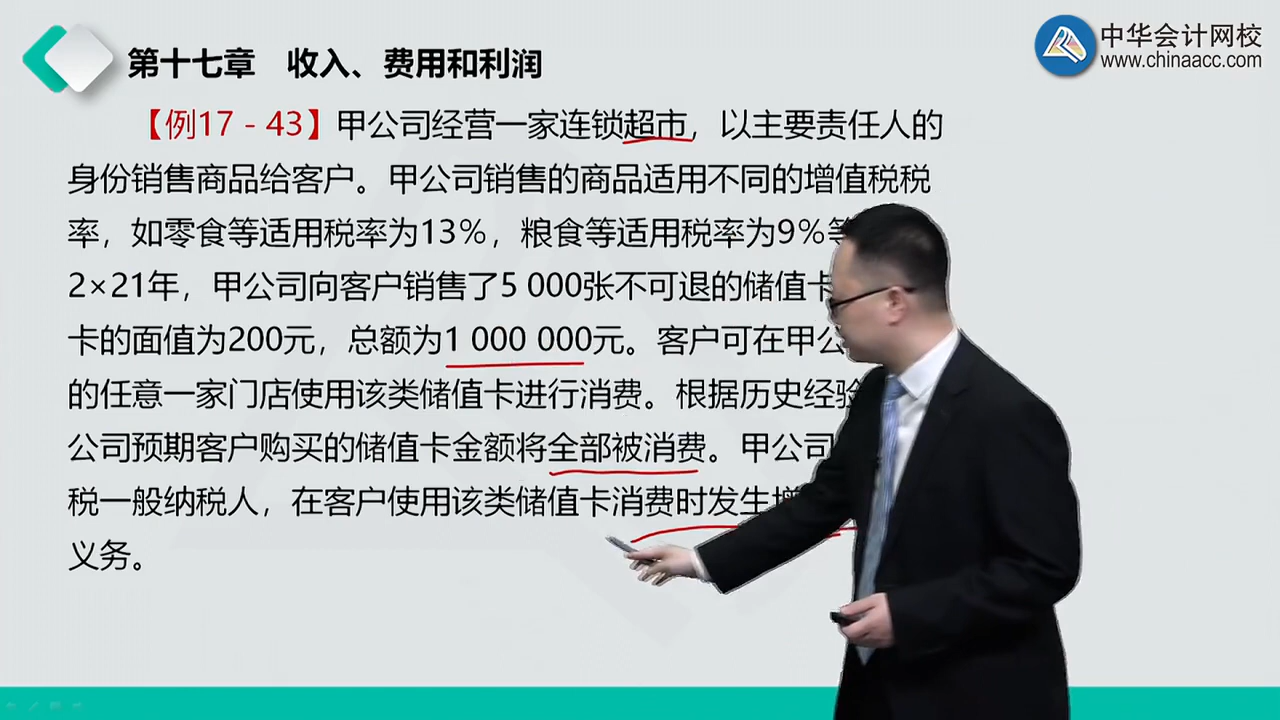 第十七章 收入、费用和利润
中华会计网校
www.chinaacc.com
【例17－43】甲公司经营一家连锁超市，以主要责任人的
身份销售商品给客户。甲公司销售的商品适用不同的增值税税
率，如零食等适用税率为13%，粮食等适用税率为9%等
2×21年，甲公司向客户销售了5 000张不可退的储值卡
卡的面值为200元，总额为1 000 000元。客户可在甲公
的任意一家门店使用该类储值卡进行消费。根据历史经验
公司预期客户购买的储值卡金额将全部被消费。甲公司
税一般纳税人，在客户使用该类储值卡消费时发生增
义务。